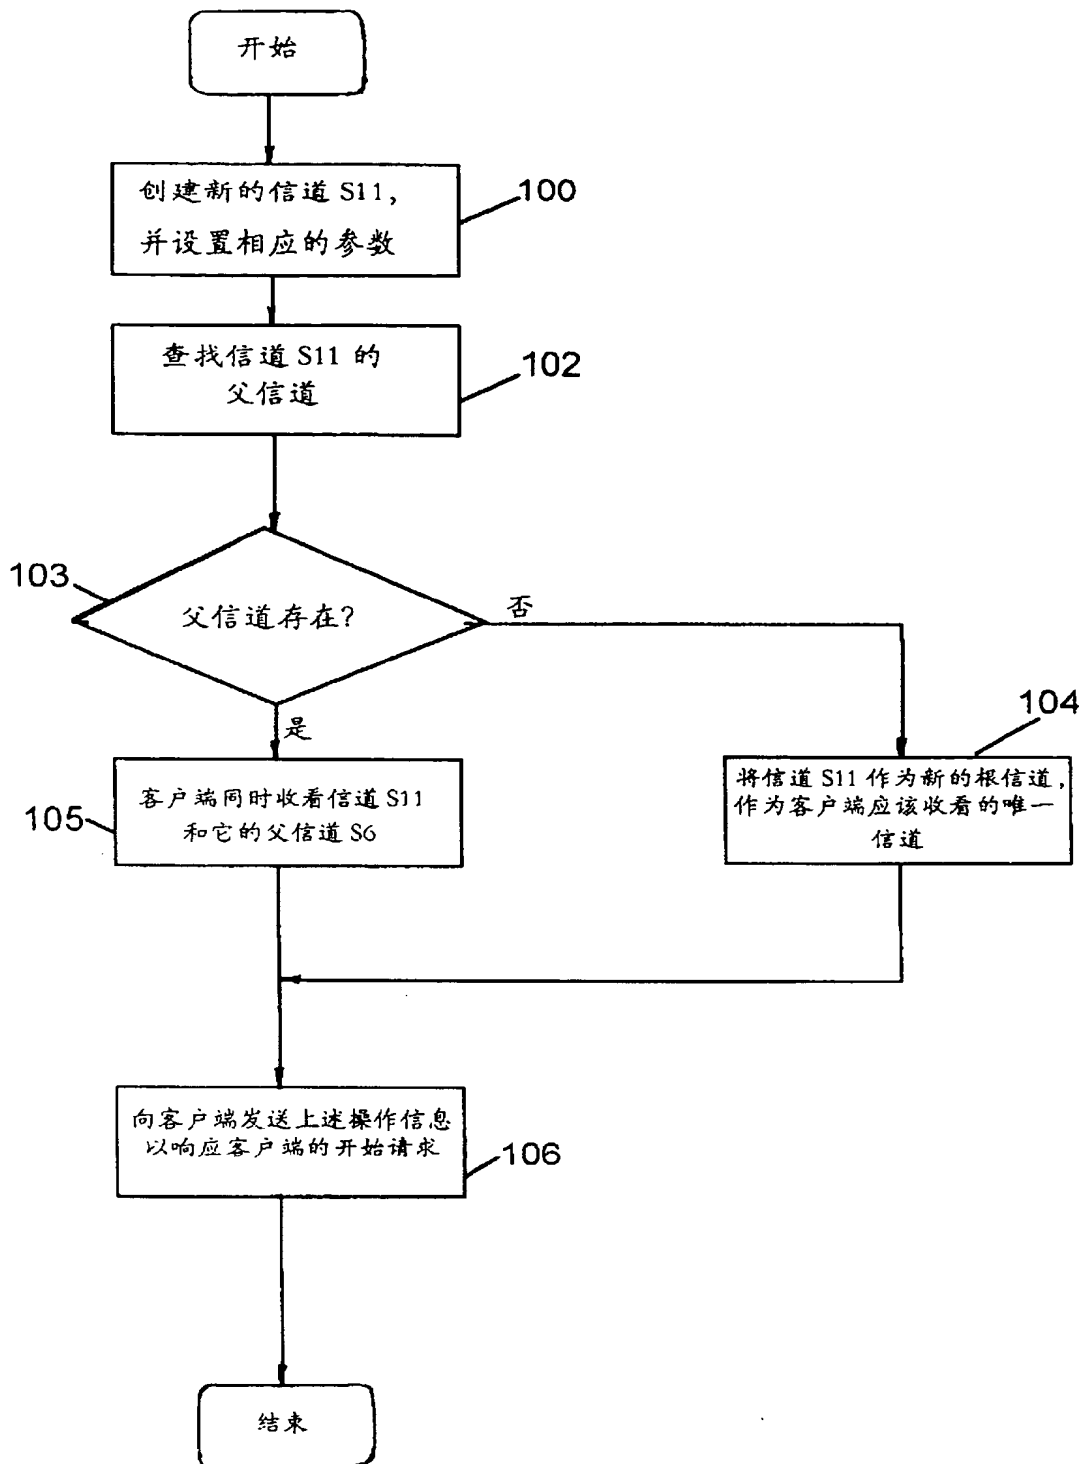 开始
创建新的信道 S11,
并设置相应的参数
100
查找信道 S11 的
父信道
102
103
父信道存在?
否
是
104
将信道 S11 作为新的根信道,
作为客户端应该收看的唯一
信道
客户端同时收看信道 S11
和它的父信道 S6
105
向客户端发送上述操作信息
以响应客户端的开始请求
106
结束